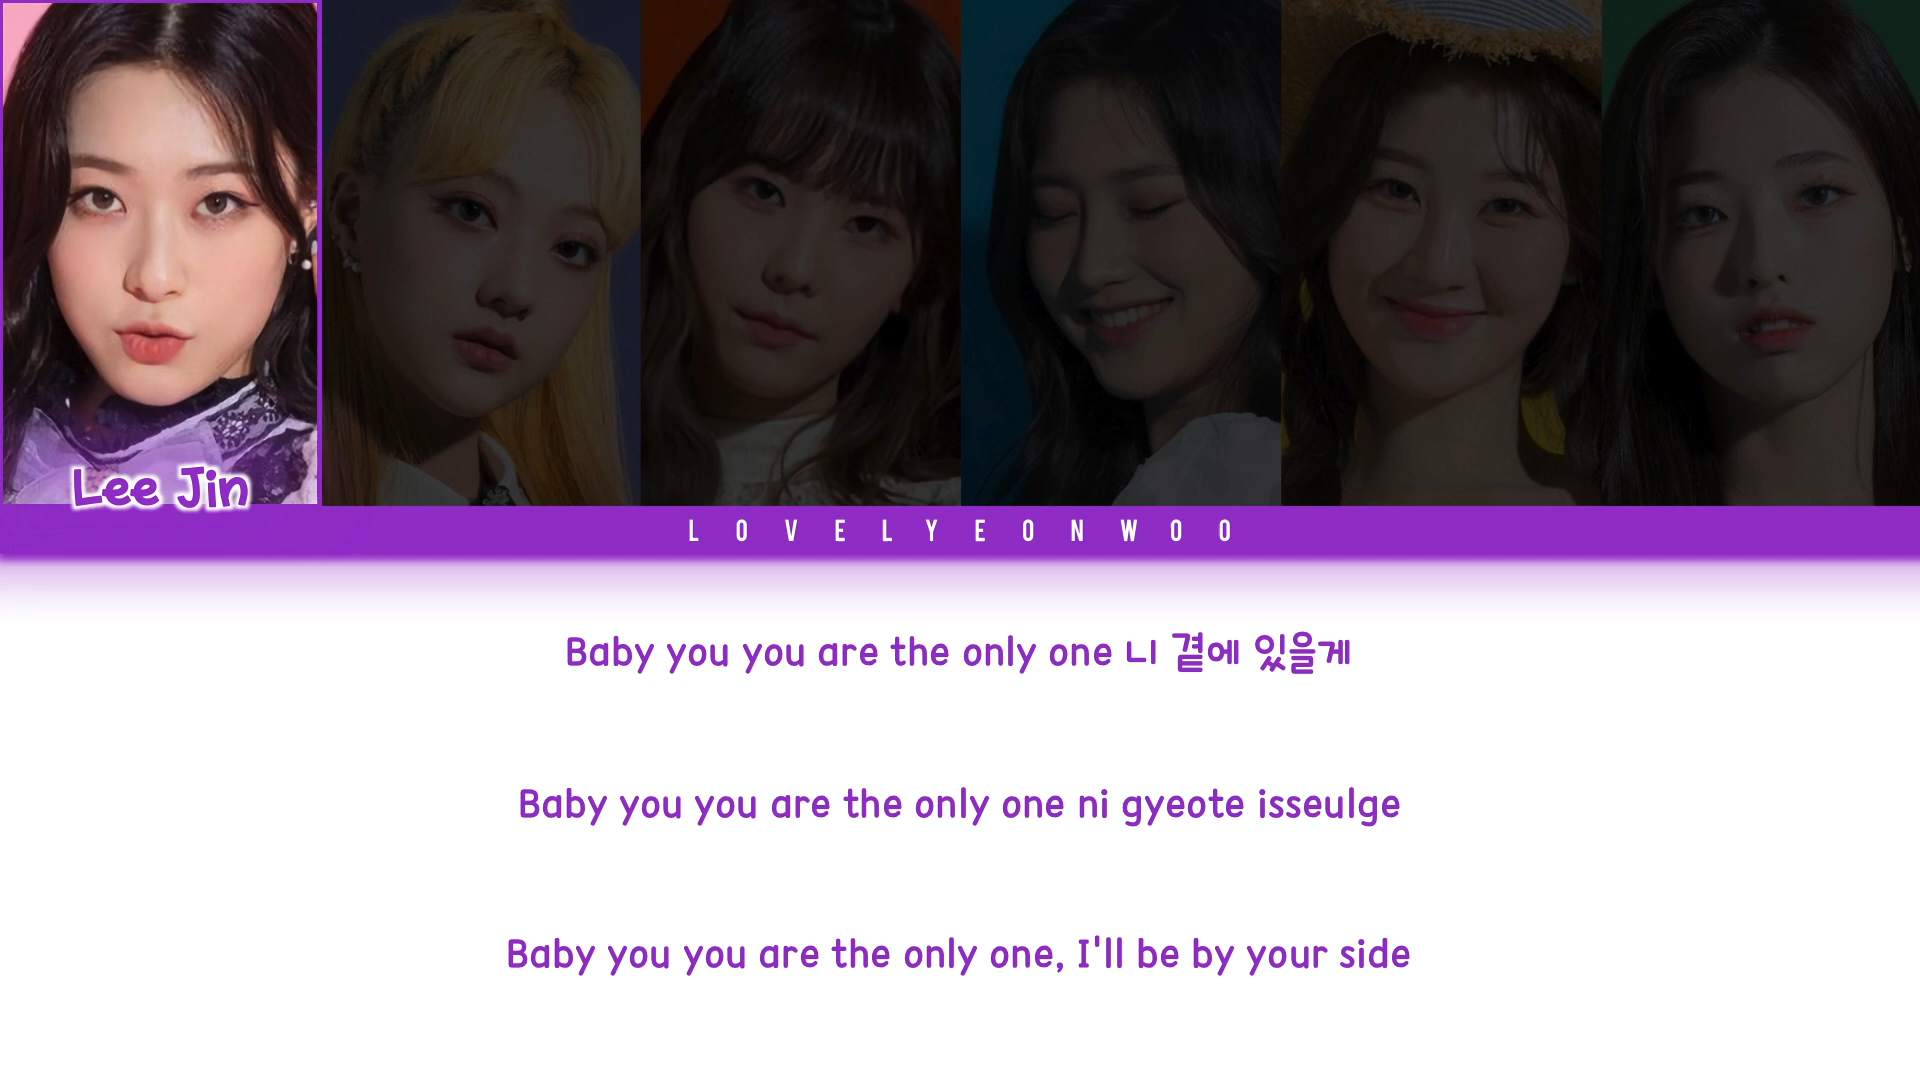 Lee Jin
LOVELYEONWOO
Baby you you are the only one 니 곁에 있을게
Baby you you are the only one ni gyeote isseulge
Baby you you are the only one, I'll be by your side